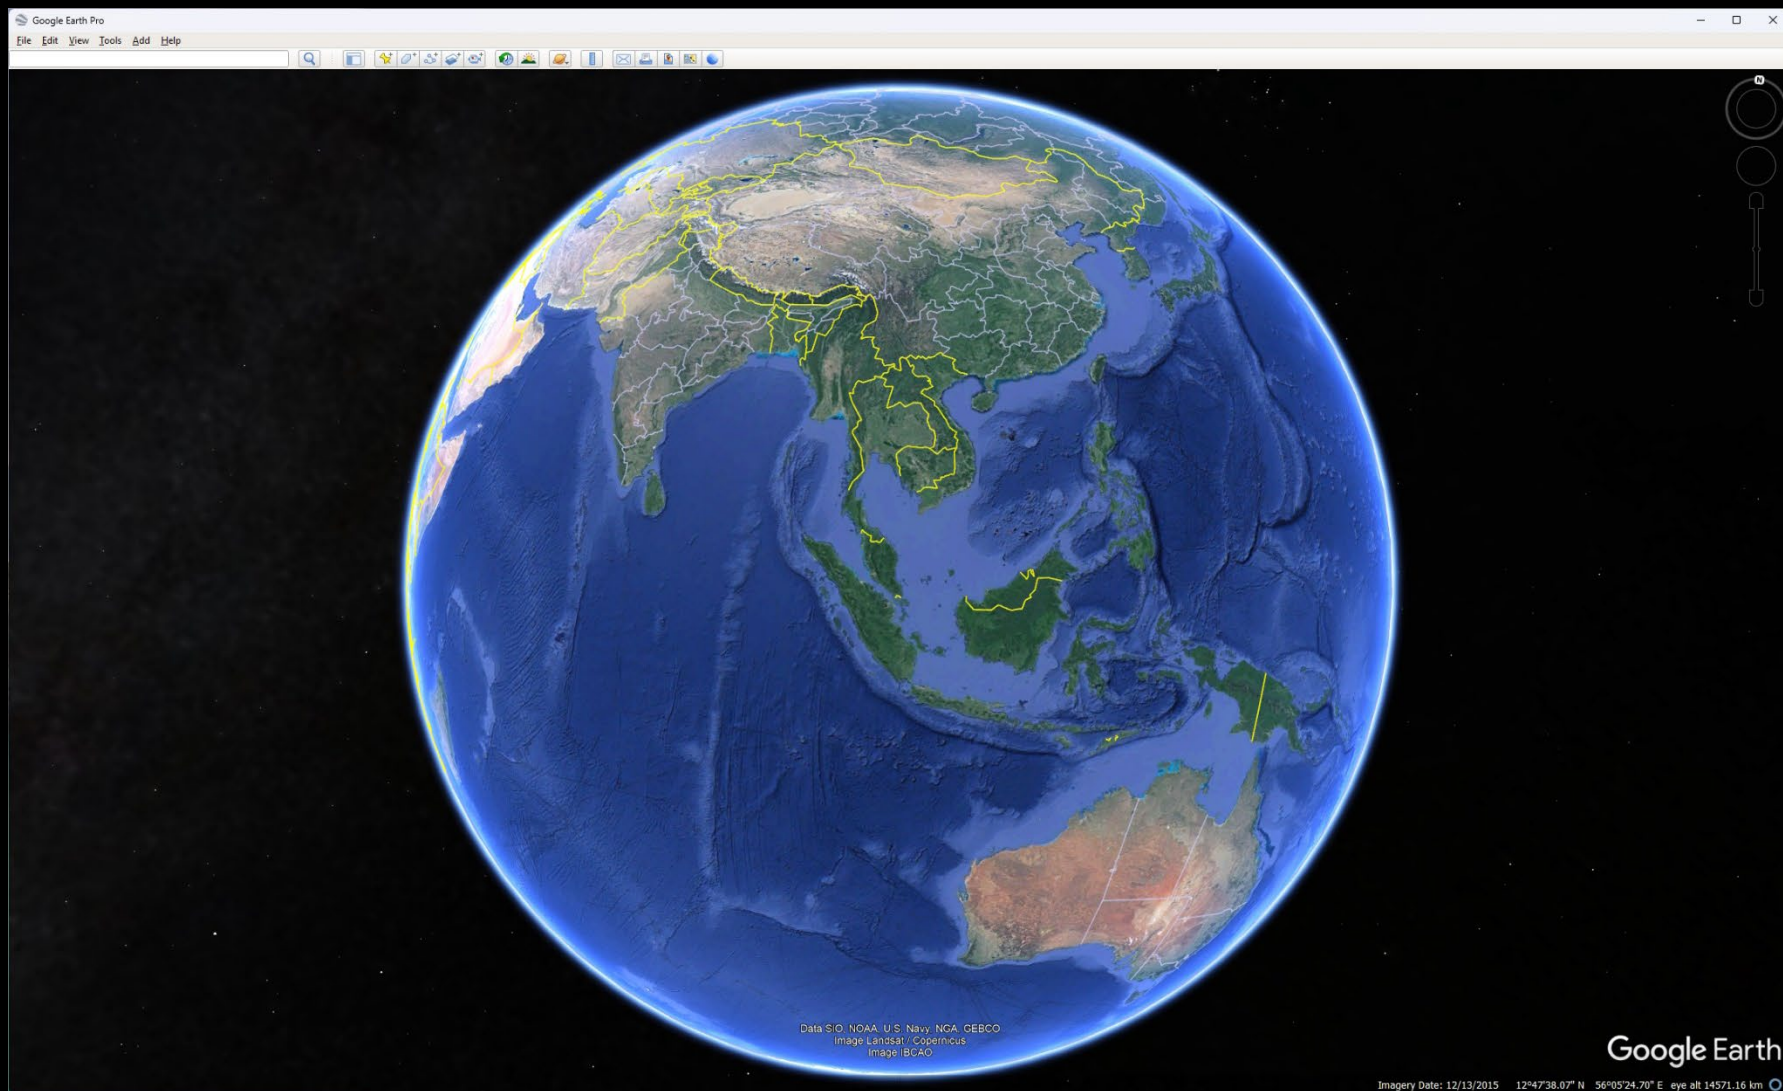 Google Earth Pro
File Edit View Tools Add Help
N
Data SIO, NOAA, U.S. Navy, NGA, GEBCO
Image Landsat / Copernicus
Image IBCAO
Google Earth
Imagery Date: 12/13/2015 12°47'38.07" N 56°05'24.70" E eye alt 14571.16 km